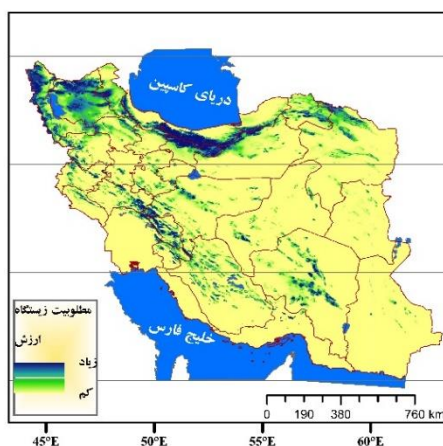 دریای کاسپین
مطلوبیت زیستگاه
ارزش
زیاد
کم
خلیج فارس
0 190 380 760 km
45°E 50°E 55°E 60°E